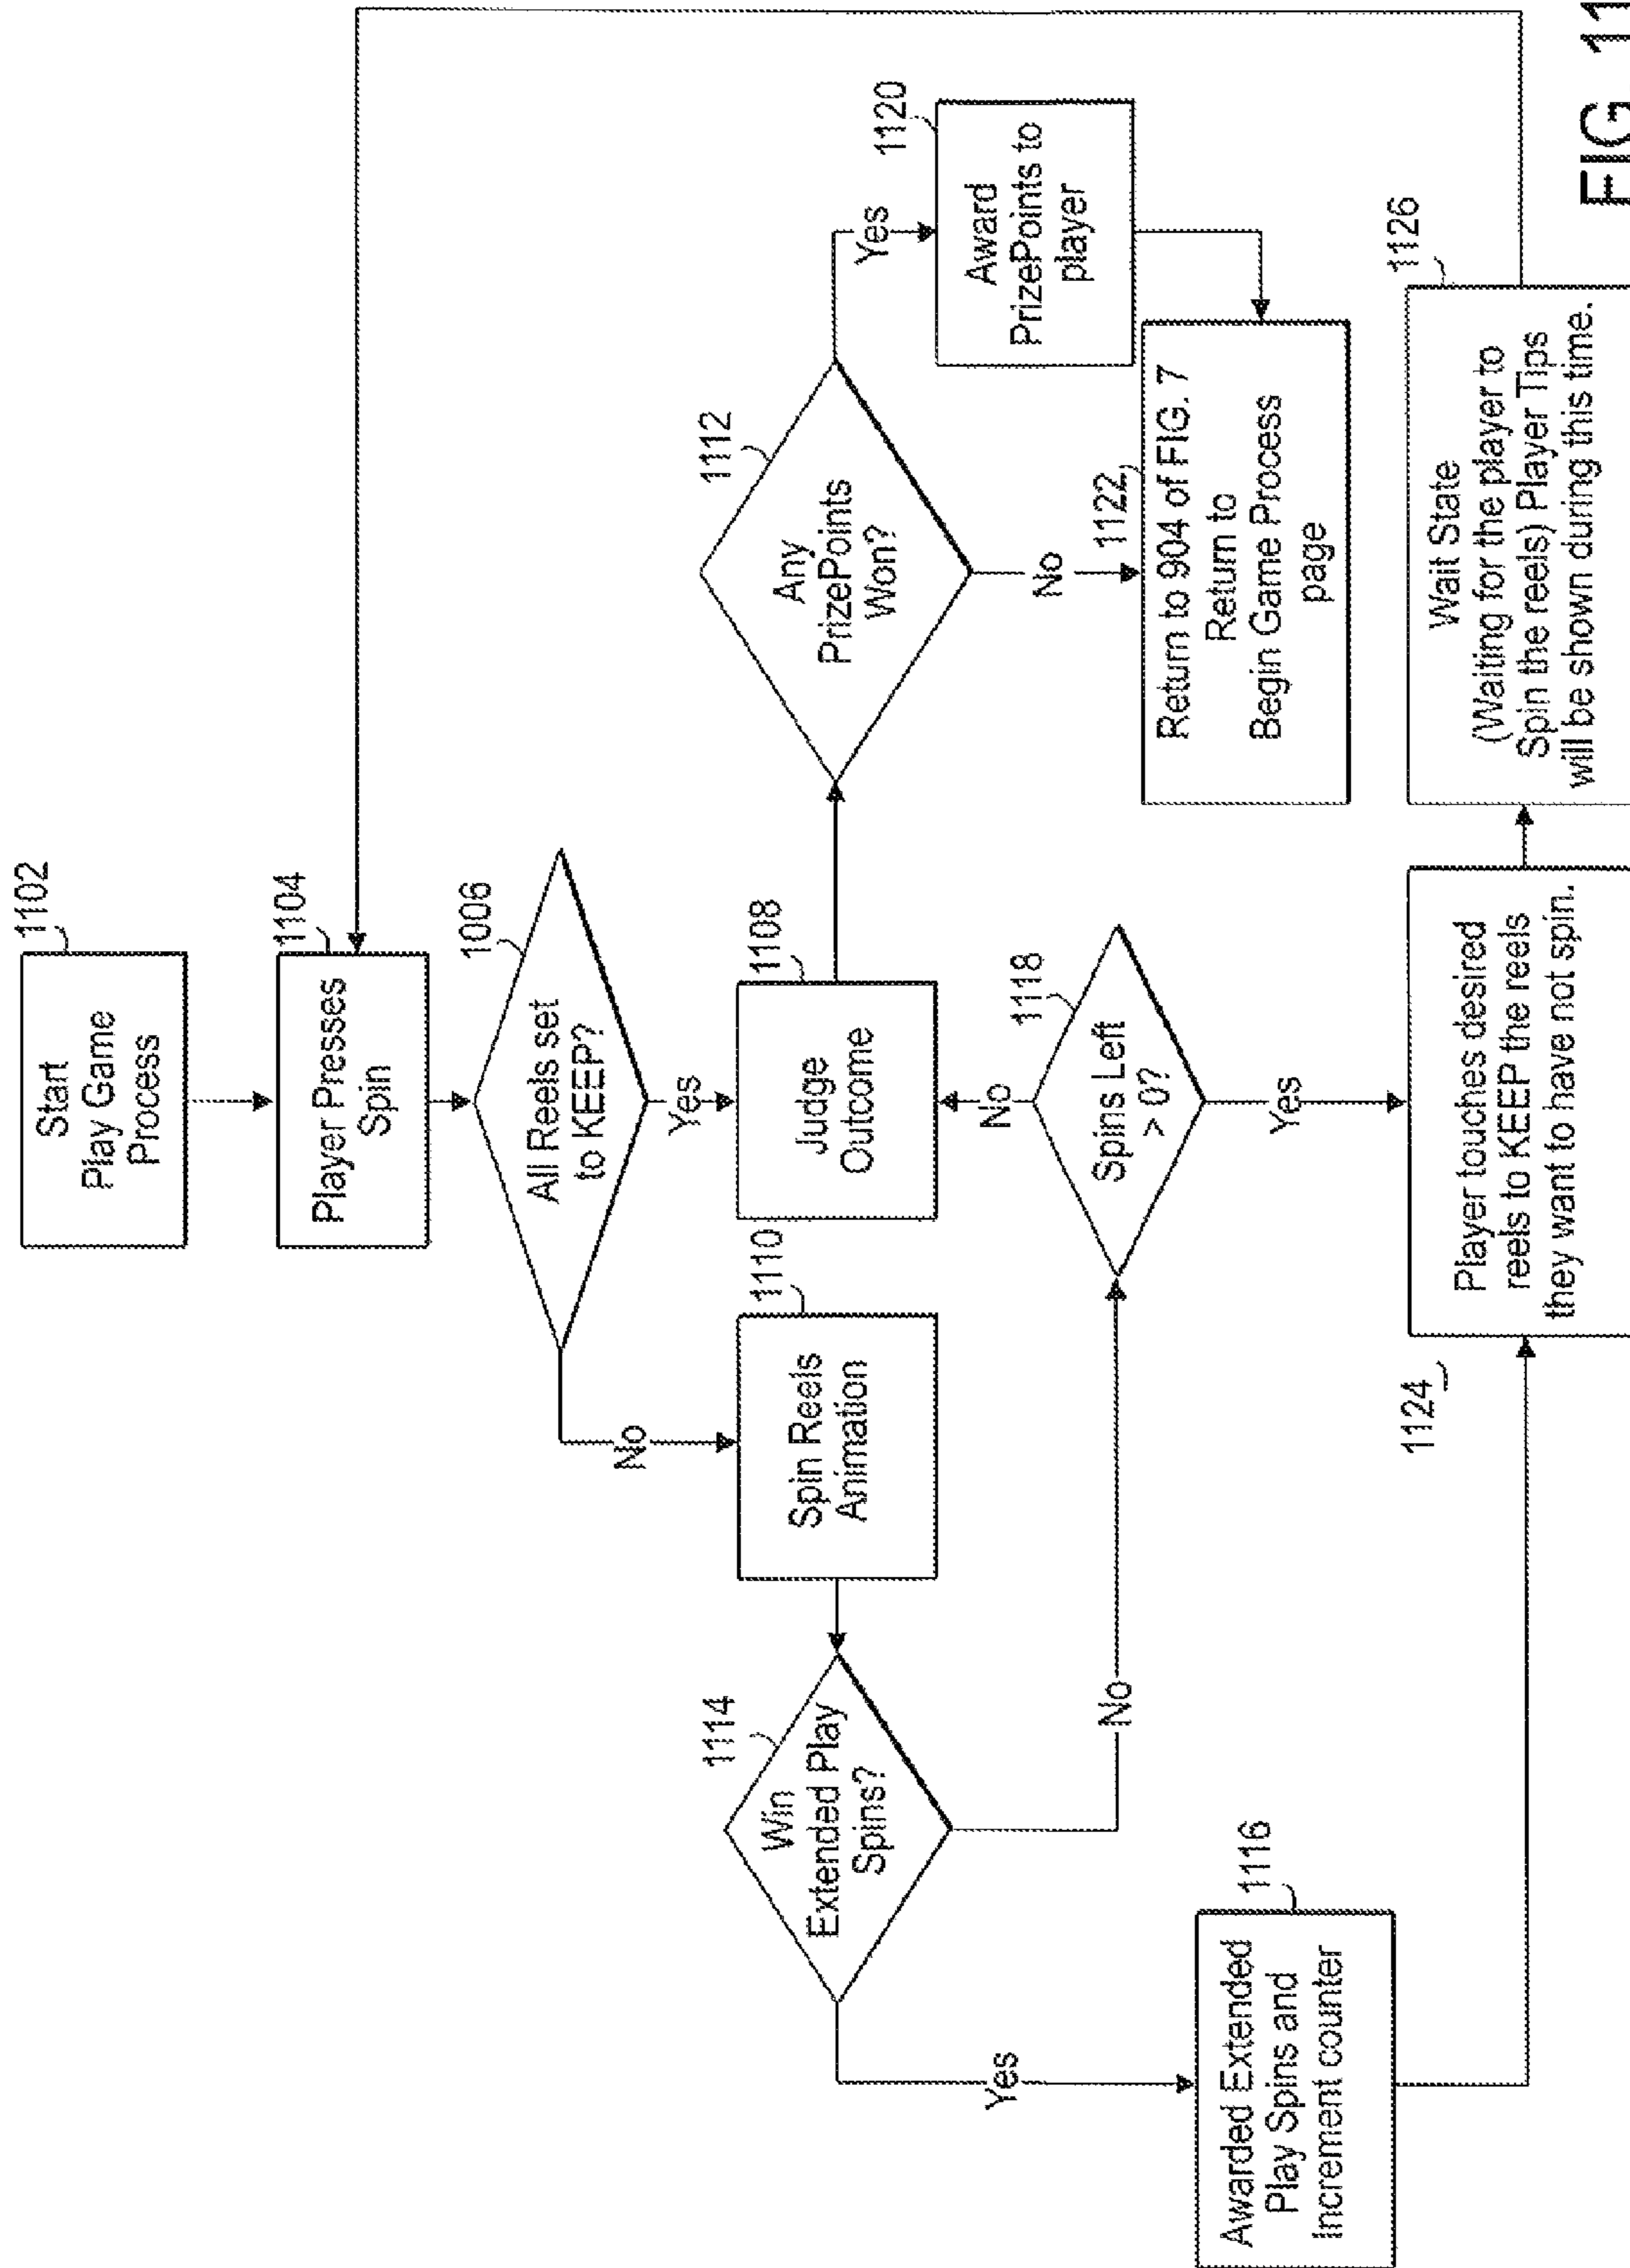 1102
Start
Play Game
Process
1104
Player Presses
Spin
1006
All Reels set
to KEEP?
No
Yes
1110
Spin Reels
Animation
1108
Judge
Outcome
1112
Any
PrizePoints
Won?
Yes
No
1120
Award
PrizePoints to
player
1114
Win
Extended Play
Spins?
Yes
No
1118
Spins Left
> 0?
No
Yes
1122
Return to 904 of FIG. 7
Return to
Begin Game Process
page
1116
Awarded Extended
Play Spins and
Increment counter
1124
Player touches desired
reels to KEEP the reels
they want to have not spin.
1126
Wait State
(Waiting for the player to
Spin the reels) Player Tips
will be shown during this time.
FIG. 11